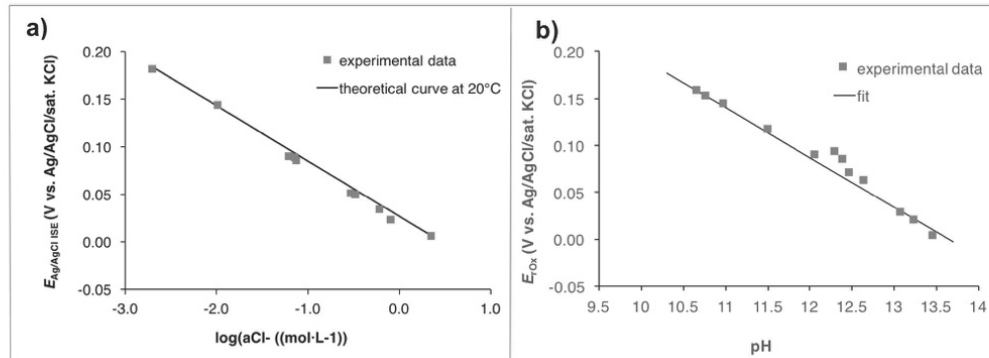 a)
E Ag/AgCl ISE (V vs. Ag/AgCl/sat. KCl)
0.20
0.15
0.10
0.05
0.00
-0.05
-3.0 -2.0 -1.0 0.0 1.0
log(aCl- ((mol·L-1))
experimental data
theoretical curve at 20°C
b)
E rOx (V vs. Ag/AgCl/sat. KCl)
0.20
0.15
0.10
0.05
0.00
-0.05
9.5 10 10.5 11 11.5 12 12.5 13 13.5 14
pH
experimental data
fit